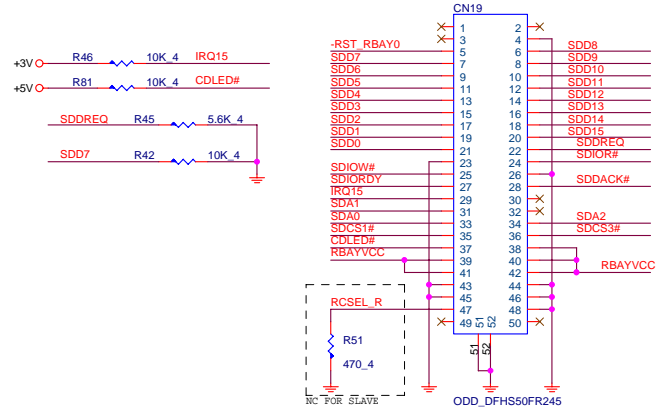 CN19
1 2
3 4
-RST_RBAY0 5 6 SDD8
SDD7 7 8 SDD9
SDD6 9 10 SDD10
SDD5 11 12 SDD11
SDD4 13 14 SDD12
SDD3 15 16 SDD13
SDD2 17 18 SDD14
SDD1 19 20 SDD15
SDD0 21 22 SDDREQ
23 24 SDIOR#
SDIOW# 25 26
SDIORDY 27 28 SDDACK#
IRQ15 29 30
SDA1 31 32
SDA0 33 34 SDA2
SDCS1# 35 36 SDCS3#
CDLED# 37 38
RBAYVCC 39 40
41 42 RBAYVCC
43 44
45 46
RCSEL_R 47 48
49 51 52 50
51 52
ODD_DFHS50FR245
+3V R46 10K_4 IRQ15
+5V R81 10K_4 CDLED#
SDDREQ R45 5.6K_4
SDD7 R42 10K_4
R51
470_4
NC FOR SLAVE